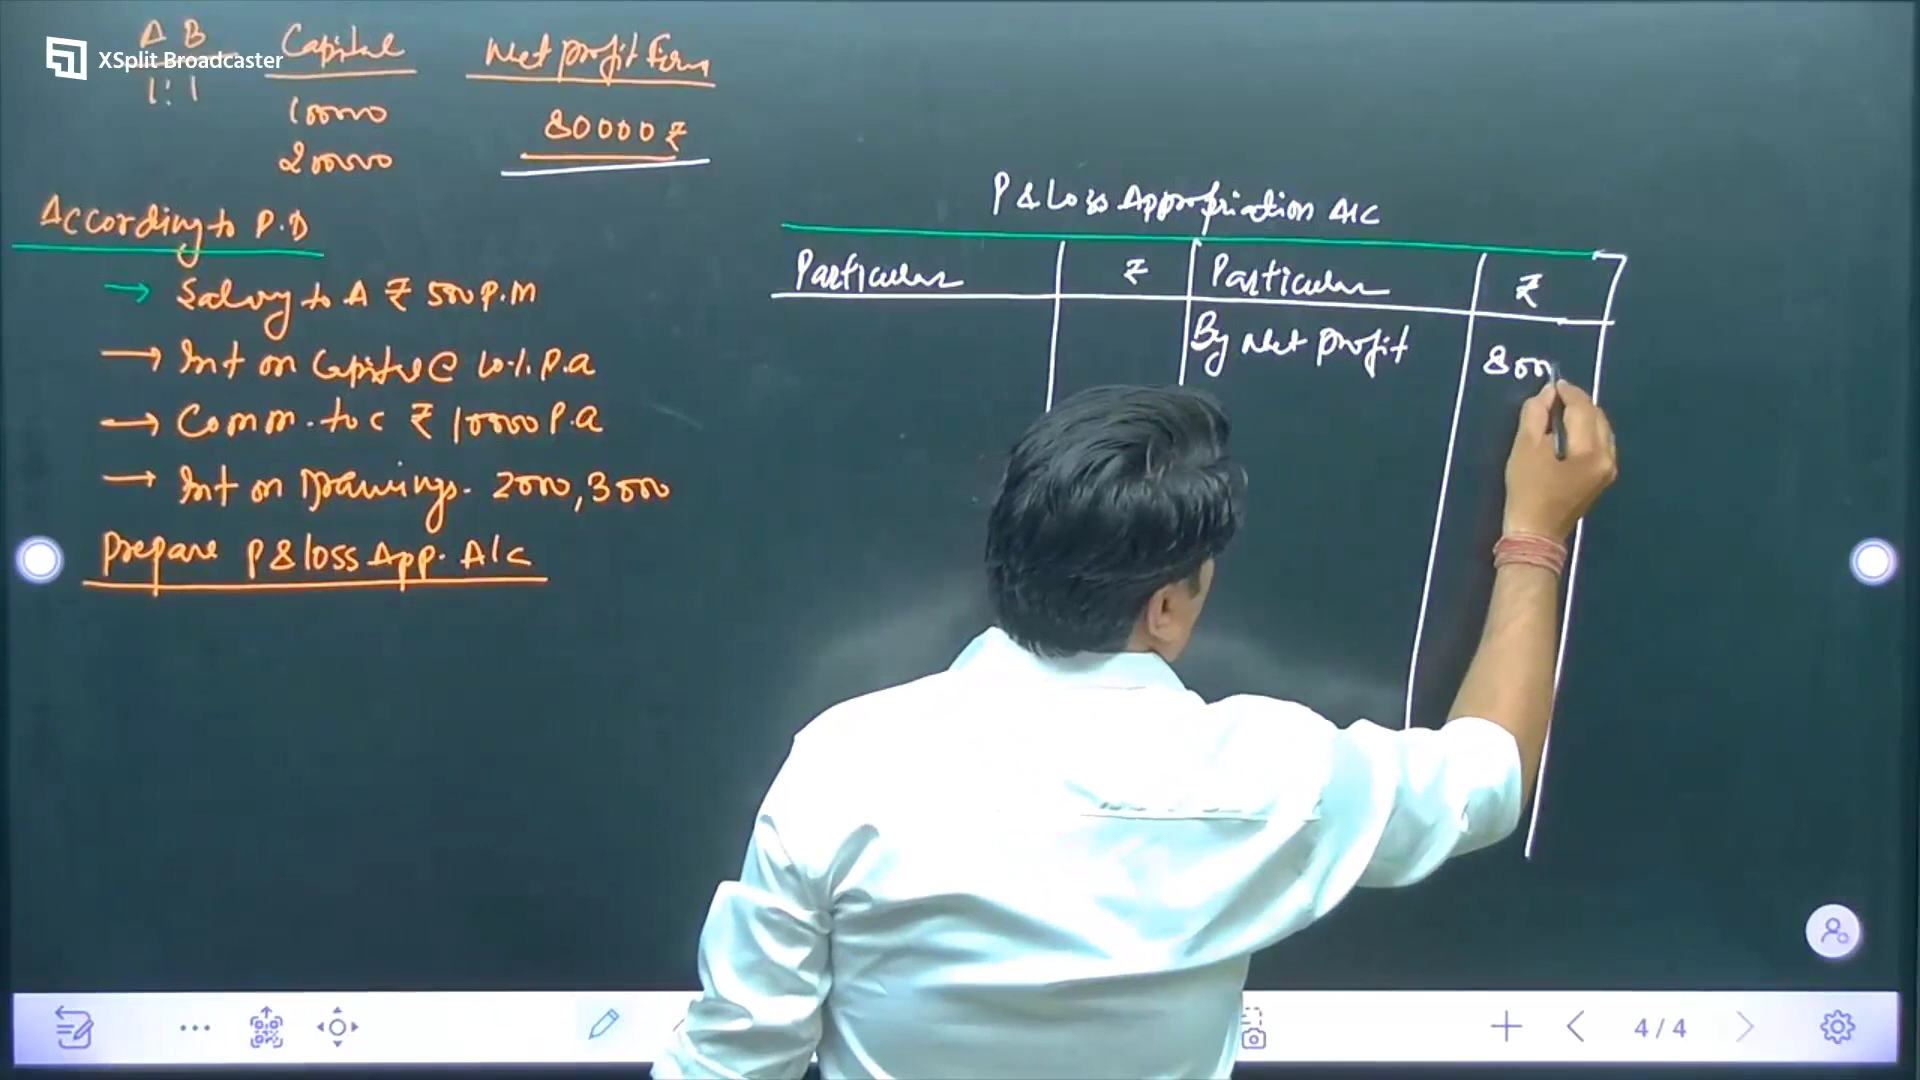 XSplit Broadcaster
A B Capital Net profit Firm
1:1 10000 80000 ₹
20000
According to P.D
→ Salary to A ₹ 500 P.M
→ Int on Capital @ 10%. P.a
→ Comm. to C ₹ 10000 P.a
→ Int on Drawings. 2000, 3000
Prepare P & loss App. A/c
P & Loss Appropriation A/C
Particular ₹ Particular ₹
By Net Profit 8000
4/4